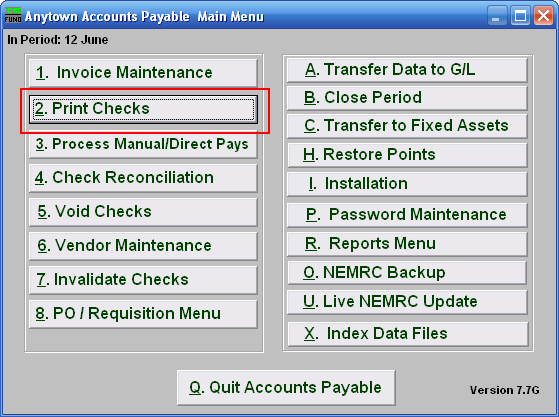 Anytown Accounts Payable Main Menu
In Period: 12 June
1. Invoice Maintenance
2. Print Checks
3. Process Manual/Direct Pays
4. Check Reconciliation
5. Void Checks
6. Vendor Maintenance
7. Invalidate Checks
8. PO / Requisition Menu
A. Transfer Data to G/L
B. Close Period
C. Transfer to Fixed Assets
H. Restore Points
I. Installation
P. Password Maintenance
R. Reports Menu
O. NEMRC Backup
U. Live NEMRC Update
X. Index Data Files
Q. Quit Accounts Payable
Version 7.7G